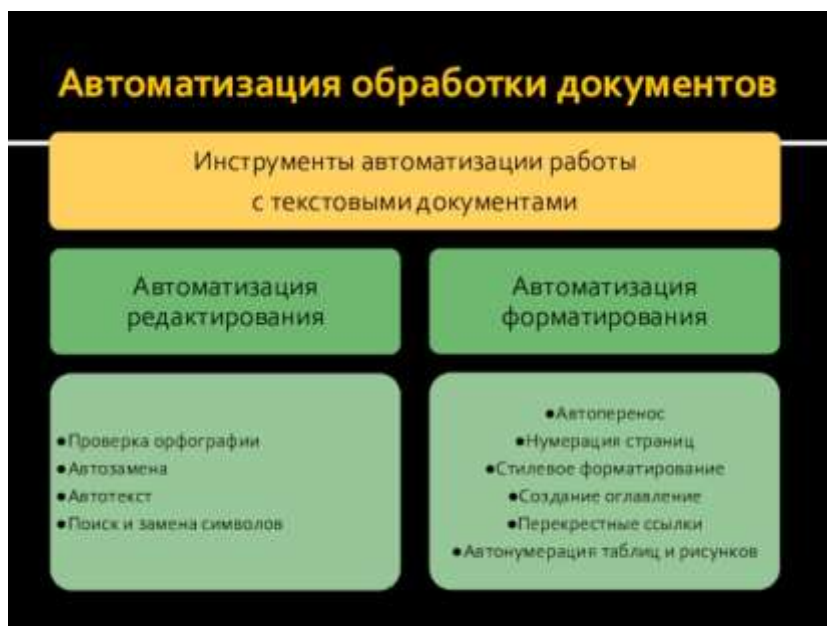 Автоматизация обработки документов
Инструменты автоматизации работы
с текстовыми документами
Автоматизация
редактирования
Автоматизация
форматирования
●Проверка орфографии
●Автозамена
●Автотекст
●Поиск и замена символов
●Автоперенос
●Нумерация страниц
●Стилевое форматирование
●Создание оглавление
●Перекрестные ссылки
●Автонумерация таблиц и рисунков